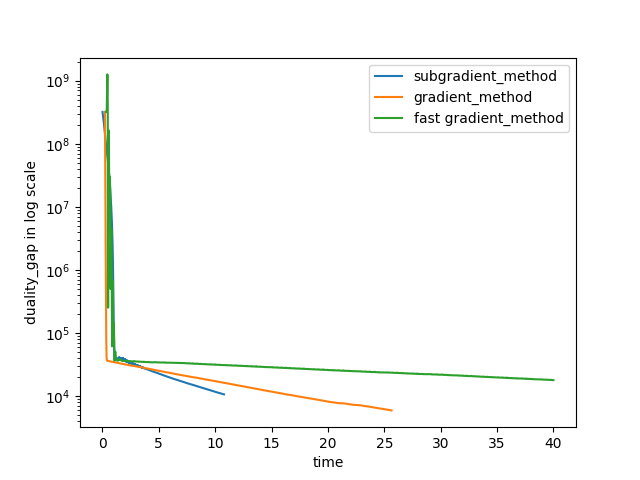 subgradient_method
gradient_method
fast gradient_method
duality_gap in log scale
10⁹
10⁸
10⁷
10⁶
10⁵
10⁴
0 5 10 15 20 25 30 35 40
time